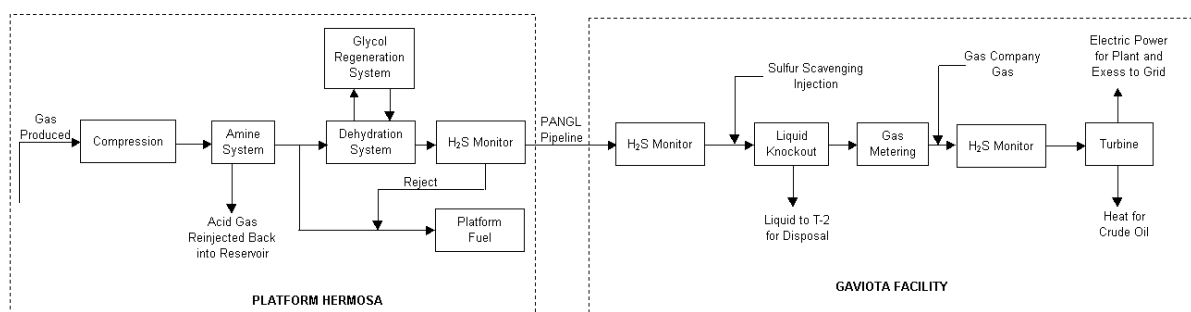 Gas
Produced
Compression
Amine
System
Acid Gas
Reinjected Back
into Reservoir
Glycol
Regeneration
System
Dehydration
System
H₂S Monitor
Reject
Platform
Fuel
PLATFORM HERMOSA
PANGL
Pipeline
H₂S Monitor
Sulfur Scavenging
Injection
Liquid
Knockout
Liquid to T-2
for Disposal
Gas
Metering
Gas Company
Gas
H₂S Monitor
Electric Power
for Plant and
Exess to Grid
Turbine
Heat for
Crude Oil
GAVIOTA FACILITY